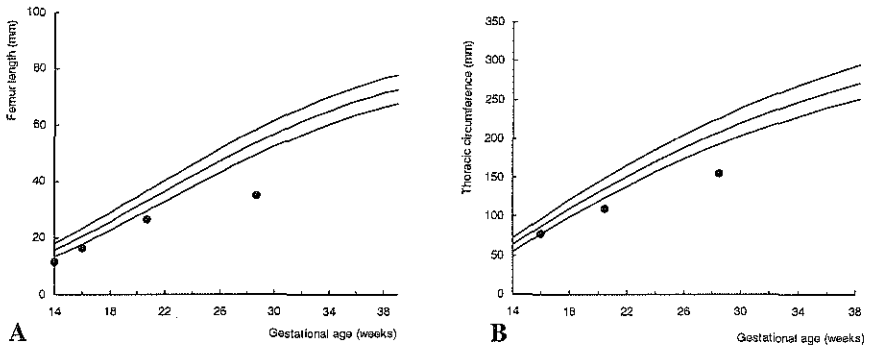 100
80
60
40
20
0
Femur length (mm)
14 18 22 26 30 34 38
Gestational age (weeks)
A
350
300
250
200
150
100
50
0
Thoracic circumference (mm)
14 18 22 26 30 34 38
Gestational age (weeks)
B